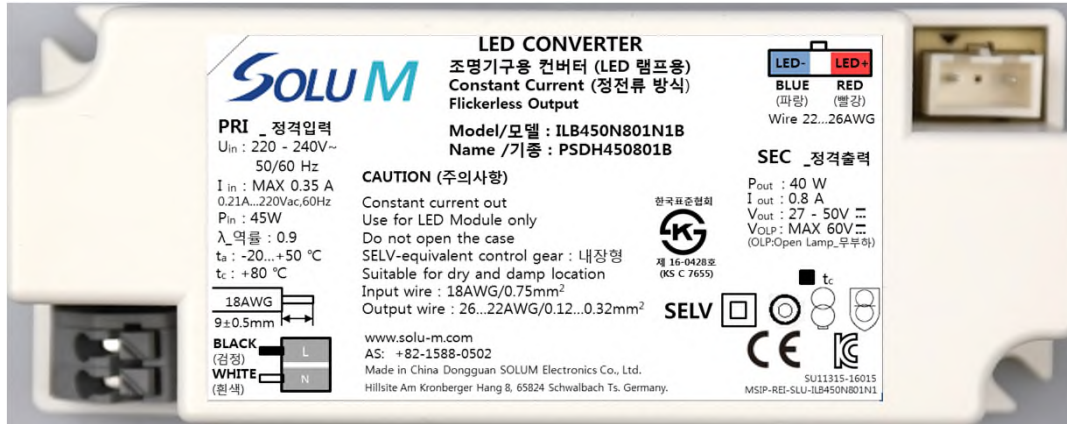 SOLU M
LED CONVERTER
조명기구용 컨버터 (LED 램프용)
Constant Current (정전류 방식)
Flickerless Output
Model/모델 : ILB450N801N1B
Name /기종 : PSDH450801B
LED- LED+
BLUE RED
(파랑) (빨강)
Wire 22...26AWG
PRI _ 정격입력
Uin : 220 - 240V~
50/60 Hz
I in : MAX 0.35 A
0.21A...220Vac,60Hz
Pin : 45W
λ_역률 : 0.9
ta : -20...+50 ℃
tc : +80 ℃
18AWG
9±0.5mm
BLACK
(검정)
L
WHITE
(흰색)
N
CAUTION (주의사항)
Constant current out
Use for LED Module only
Do not open the case
SELV-equivalent control gear : 내장형
Suitable for dry and damp location
Input wire : 18AWG/0.75mm²
Output wire : 26...22AWG/0.12...0.32mm²
www.solu-m.com
AS: +82-1588-0502
Made in China Dongguan SOLUM Electronics Co., Ltd.
Hillsite Am Kronberger Hang 8, 65824 Schwalbach Ts. Germany.
한국표준협회
제 16-0428호
(KS C 7655)
SEC _정격출력
Pout : 40 W
I out : 0.8 A
Vout : 27 - 50V ⎓
VOLP : MAX 60V⎓
(OLP:Open Lamp_무부하)
tc
SELV
CE
SU11315-16015
MSIP-REI-SLU-ILB450N801N1